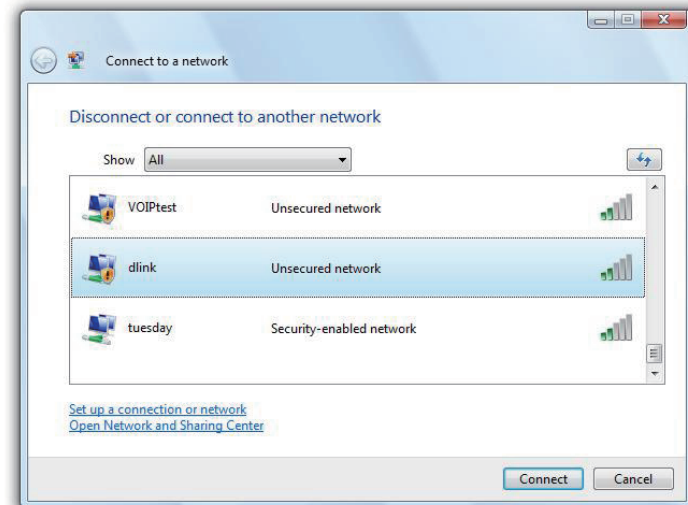 Connect to a network
Disconnect or connect to another network
Show All
VOIPtest Unsecured network
dlink Unsecured network
tuesday Security-enabled network
Set up a connection or network
Open Network and Sharing Center
Connect Cancel